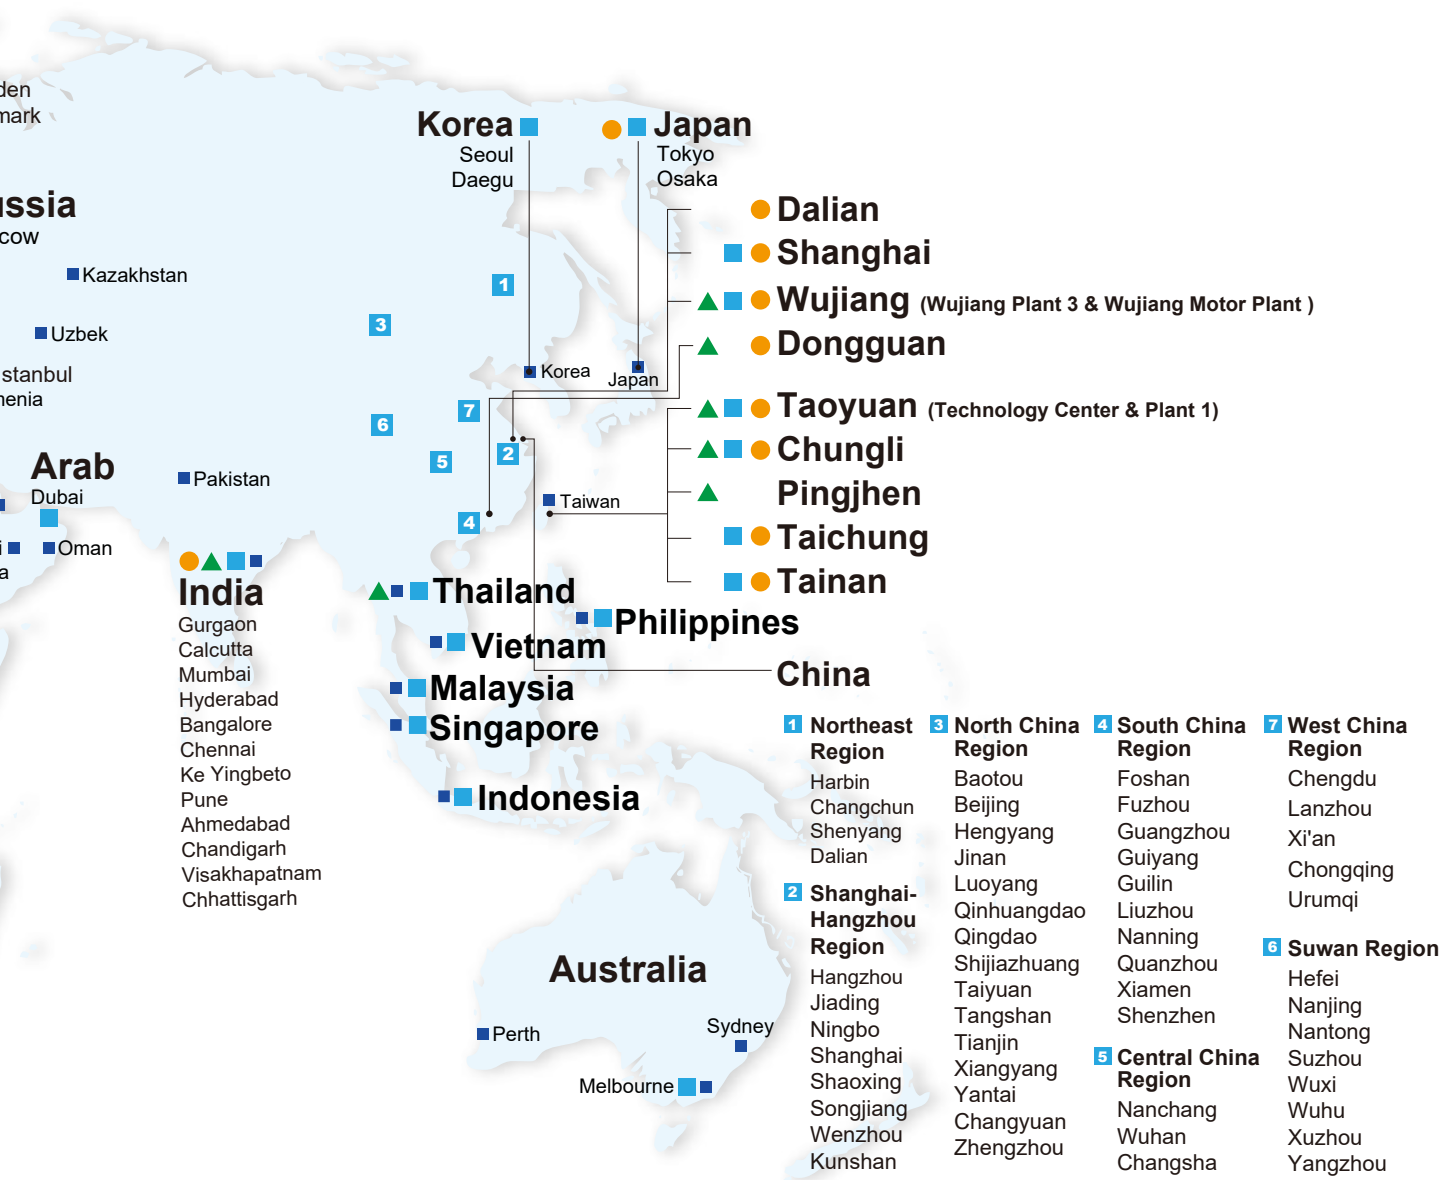 Korea
Seoul
Daegu
Japan
Tokyo
Osaka
Dalian
Shanghai
Wujiang (Wujiang Plant 3 & Wujiang Motor Plant )
Dongguan
Taoyuan (Technology Center & Plant 1)
Chungli
Pingjhen
Taichung
Tainan
den
mark
ussia
cow
Kazakhstan
Uzbek
stanbul
nenia
Arab
Dubai
Oman
i
a
Pakistan
1
3
7
6
2
5
4
Korea
Japan
Taiwan
India
Gurgaon
Calcutta
Mumbai
Hyderabad
Bangalore
Chennai
Ke Yingbeto
Pune
Ahmedabad
Chandigarh
Visakhapatnam
Chhattisgarh
Thailand
Philippines
Vietnam
Malaysia
Singapore
Indonesia
Australia
Perth
Sydney
Melbourne
China
1 Northeast
Region
Harbin
Changchun
Shenyang
Dalian
2 Shanghai-
Hangzhou
Region
Hangzhou
Jiading
Ningbo
Shanghai
Shaoxing
Songjiang
Wenzhou
Kunshan
3 North China
Region
Baotou
Beijing
Hengyang
Jinan
Luoyang
Qinhuangdao
Qingdao
Shijiazhuang
Taiyuan
Tangshan
Tianjin
Xiangyang
Yantai
Changyuan
Zhengzhou
4 South China
Region
Foshan
Fuzhou
Guangzhou
Guiyang
Guilin
Liuzhou
Nanning
Quanzhou
Xiamen
Shenzhen
5 Central China
Region
Nanchang
Wuhan
Changsha
7 West China
Region
Chengdu
Lanzhou
Xi'an
Chongqing
Urumqi
6 Suwan Region
Hefei
Nanjing
Nantong
Suzhou
Wuxi
Wuhu
Xuzhou
Yangzhou